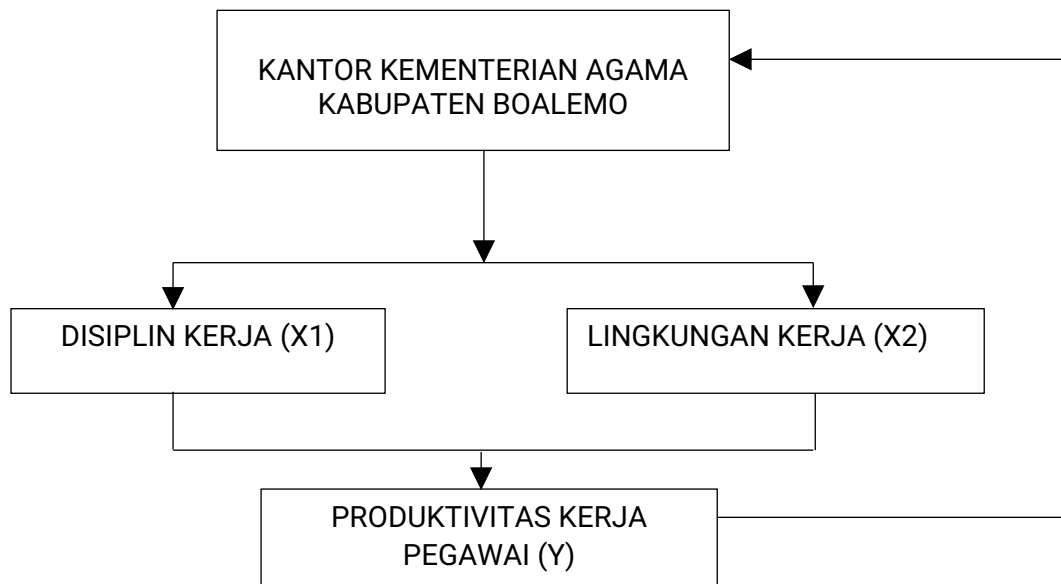 KANTOR KEMENTERIAN AGAMA
KABUPATEN BOALEMO
DISIPLIN KERJA (X1)
LINGKUNGAN KERJA (X2)
PRODUKTIVITAS KERJA
PEGAWAI (Y)